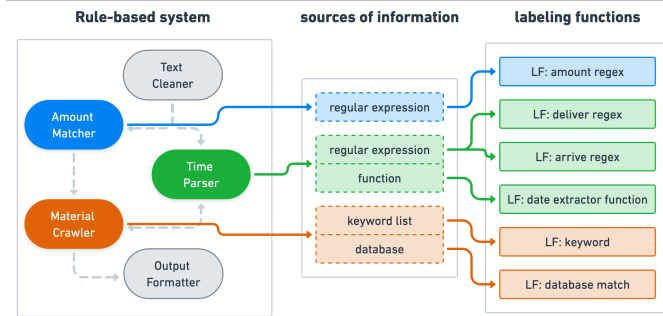 Rule-based system
sources of information
labeling functions
Text
Cleaner
Amount
Matcher
Time
Parser
Material
Crawler
Output
Formatter
regular expression
regular expression
function
keyword list
database
LF: amount regex
LF: deliver regex
LF: arrive regex
LF: date extractor function
LF: keyword
LF: database match